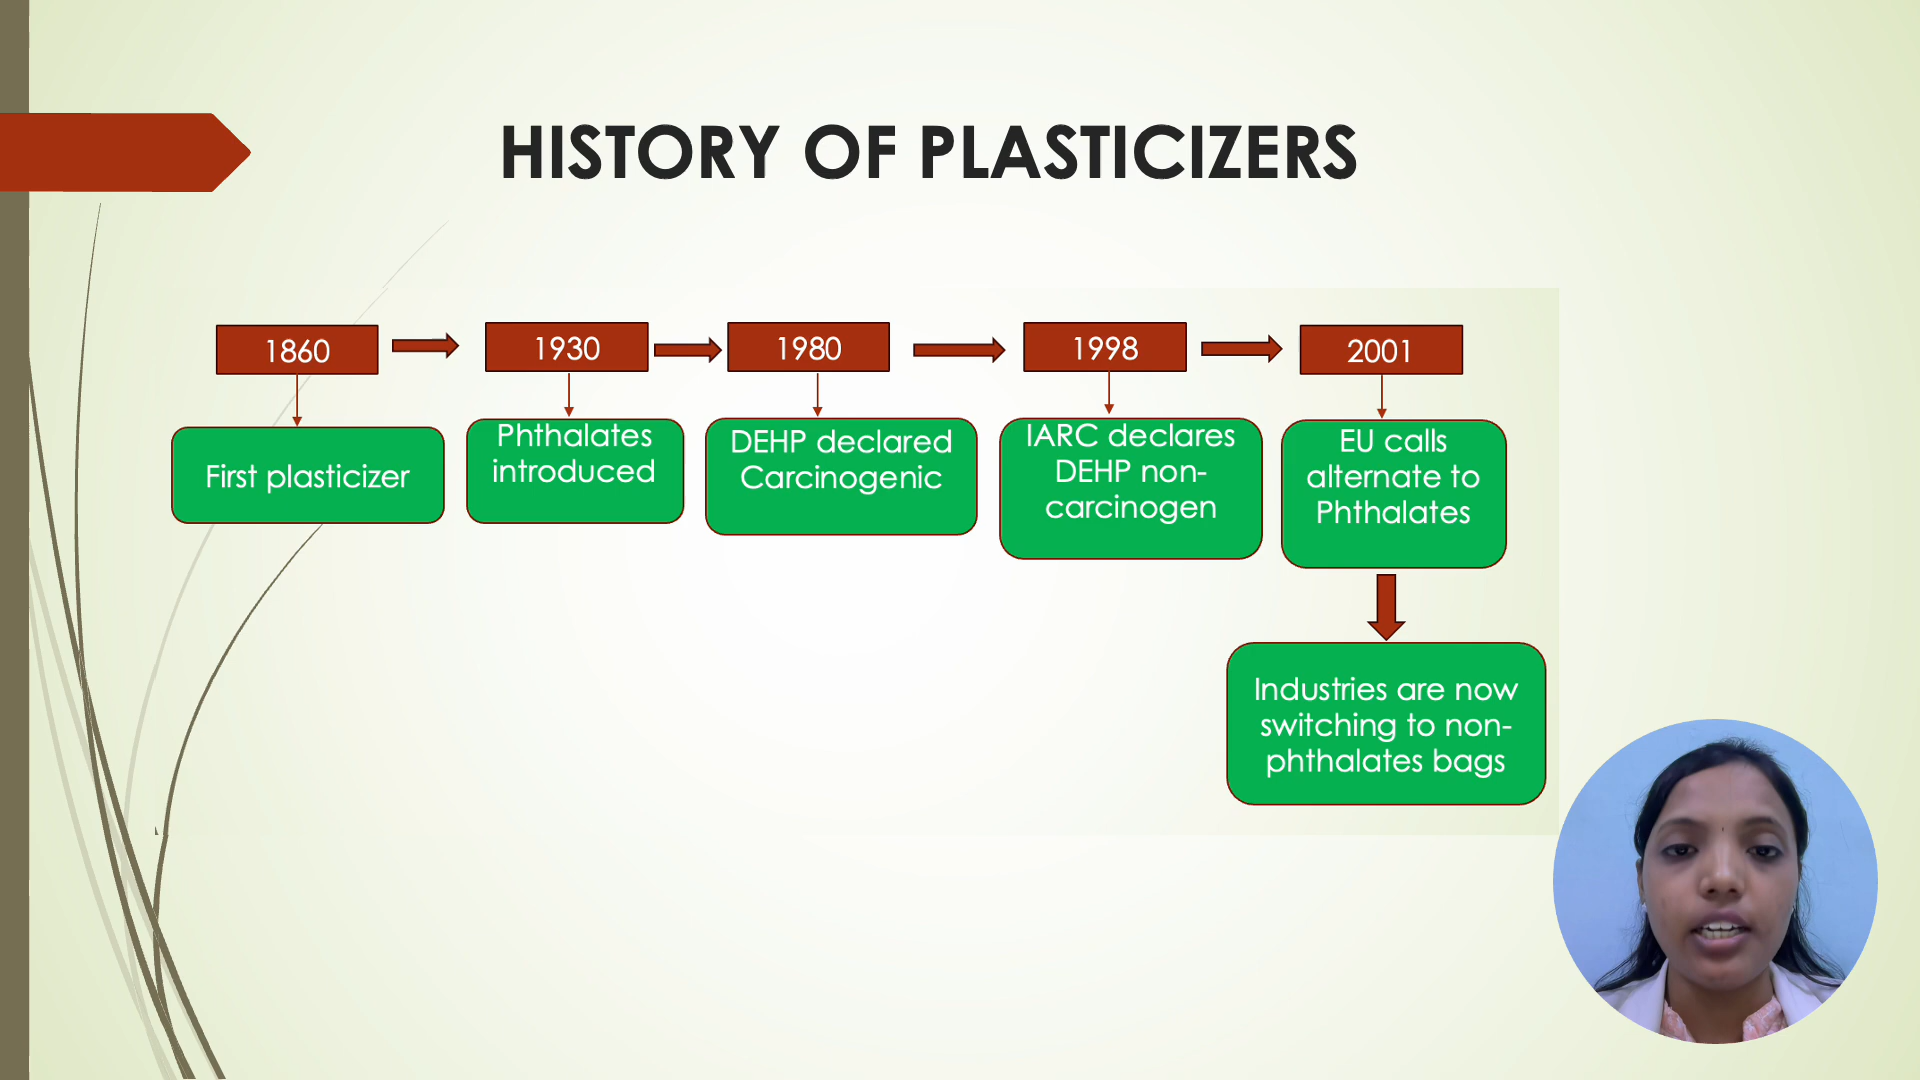 HISTORY OF PLASTICIZERS
1860
1930
1980
1998
2001
First plasticizer
Phthalates
introduced
DEHP declared
Carcinogenic
IARC declares
DEHP non-
carcinogen
EU calls
alternate to
Phthalates
Industries are now
switching to non-
phthalates bags